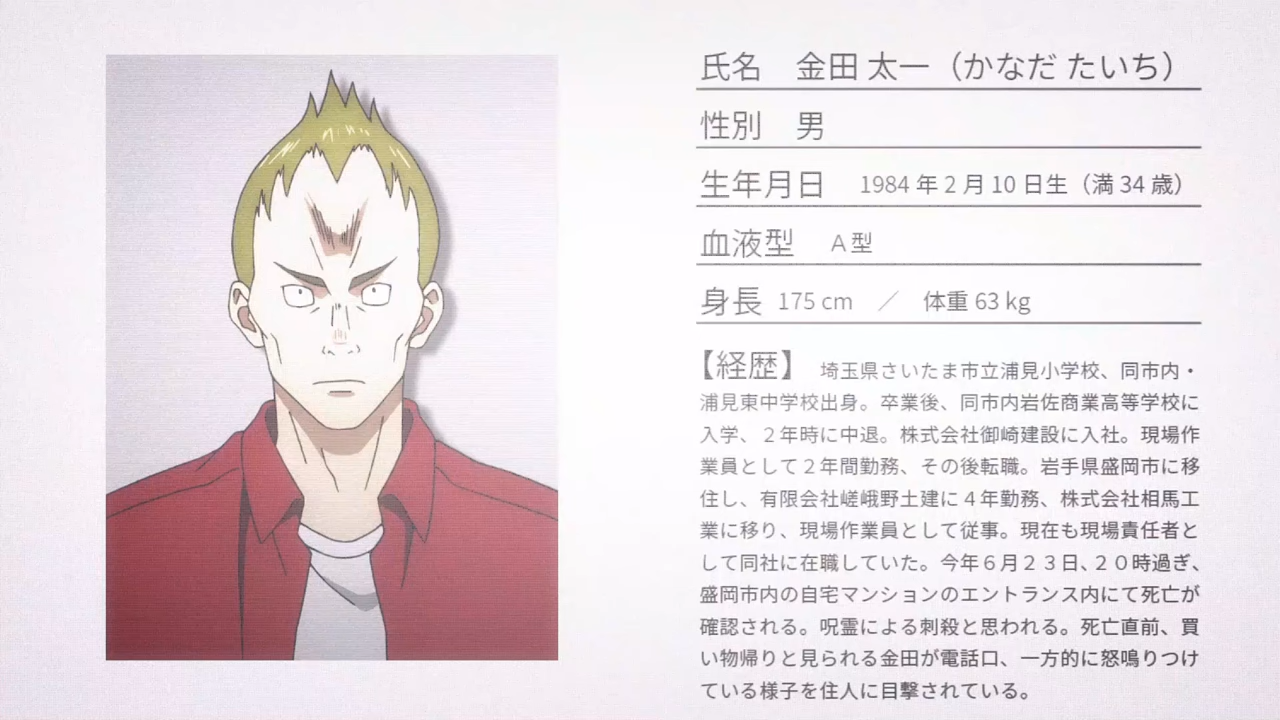 氏名 金田 太一（かなだ たいち）
性別 男
生年月日 1984 年 2 月 10 日生（満 34 歳）
血液型 A 型
身長 175 cm ／ 体重 63 kg
【経歴】 埼玉県さいたま市立浦見小学校、同市内・
浦見東中学校出身。卒業後、同市内岩佐商業高等学校に
入学、２年時に中退。株式会社御崎建設に入社。現場作
業員として２年間勤務、その後転職。岩手県盛岡市に移
住し、有限会社嵯峨野土建に４年勤務、株式会社相馬工
業に移り、現場作業員として従事。現在も現場責任者と
して同社に在職していた。今年６月２３日、２０時過ぎ、
盛岡市内の自宅マンションのエントランス内にて死亡が
確認される。呪霊による刺殺と思われる。死亡直前、買
い物帰りと見られる金田が電話口、一方的に怒鳴りつけ
ている様子を住人に目撃されている。